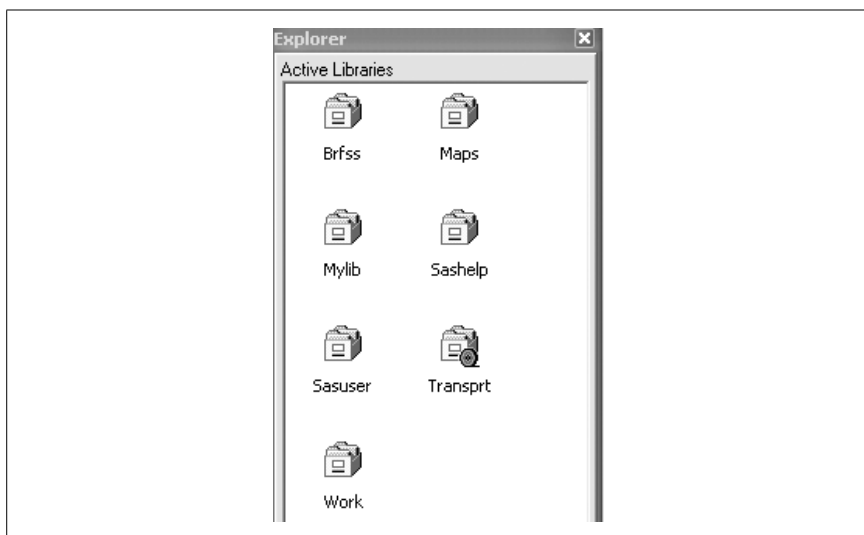 Explorer
Active Libraries
Brfss Maps
Mylib Sashelp
Sasuser Transprt
Work